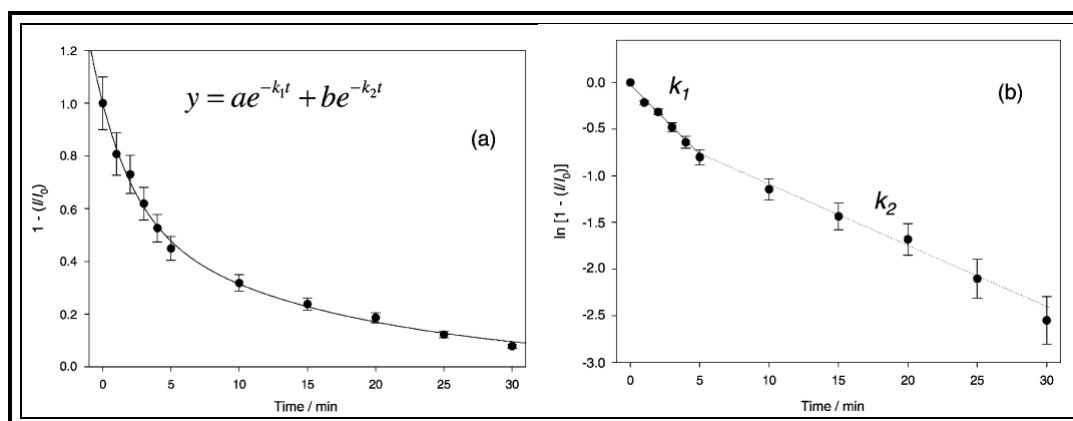 1.2
1.0
0.8
0.6
0.4
0.2
0.0
1 - (I/I₀)
y = ae^{-k₁t} + be^{-k₂t}
(a)
0 5 10 15 20 25 30
Time / min
0.0
-0.5
-1.0
-1.5
-2.0
-2.5
-3.0
ln [1 - (I/I₀)]
k₁
k₂
(b)
0 5 10 15 20 25 30
Time / min